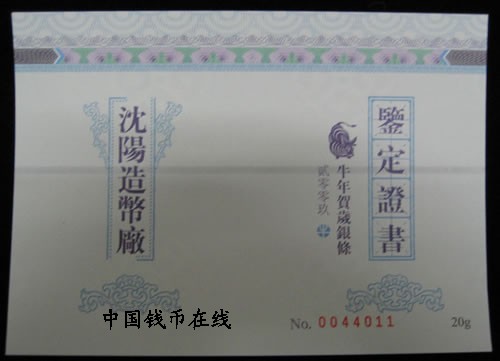 鑒定證書
牛年賀歲銀條
貳零零玖
沈陽造幣廠
中国钱币在线
No. 0044011
20g